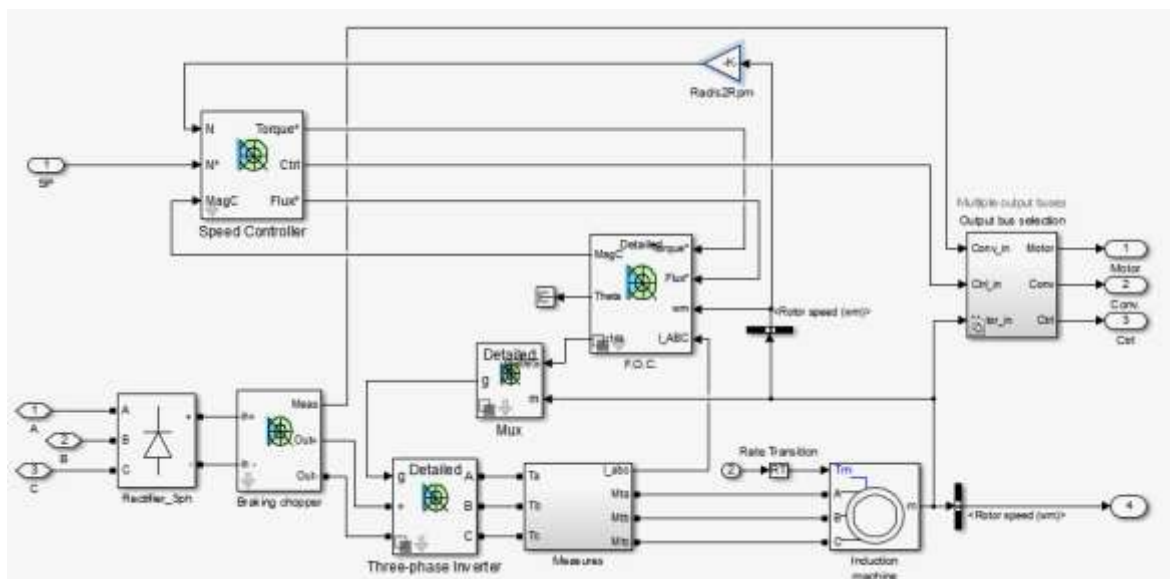 -K-
Rad/s2Rpm
N
Torque*
1
N*
Ctrl
SP
MagC
Flux*
Speed Controller
Multiple output buses
Output bus selection
Detailed
Torque*
MagC
Conv_in
Motor
1
Motor
Flux*
Theta
Ctrl_in
Conv
2
Conv.
wm
<Rotor speed (wm)>
Ctrl
3
Ctrl
I_ABC
F.O.C.
Detailed
g
m
Mux
Meas
1
A
A
+
2
B
B
Out+
3
C
C
-
Out-
Rectifier_3ph
Braking chopper
Detailed
g
A
+
B
-
C
Three-phase Inverter
Ta
I_abc
Tb
Mta
Mtb
Tc
Mtc
Measures
Rate Transition
2
RT
Tm
A
B
C
m
Induction
machine
<Rotor speed (wm)>
4